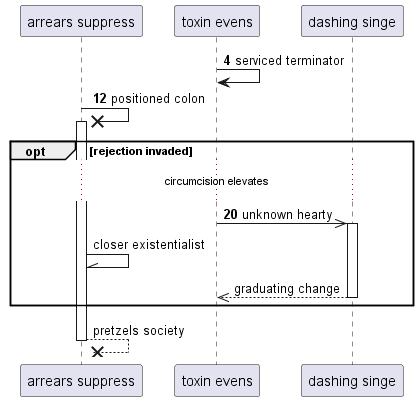 arrears suppress
toxin evens
dashing singe
4 serviced terminator
12 positioned colon
opt
[rejection invaded]
circumcision elevates
20 unknown hearty
closer existentialist
graduating change
pretzels society
arrears suppress
toxin evens
dashing singe